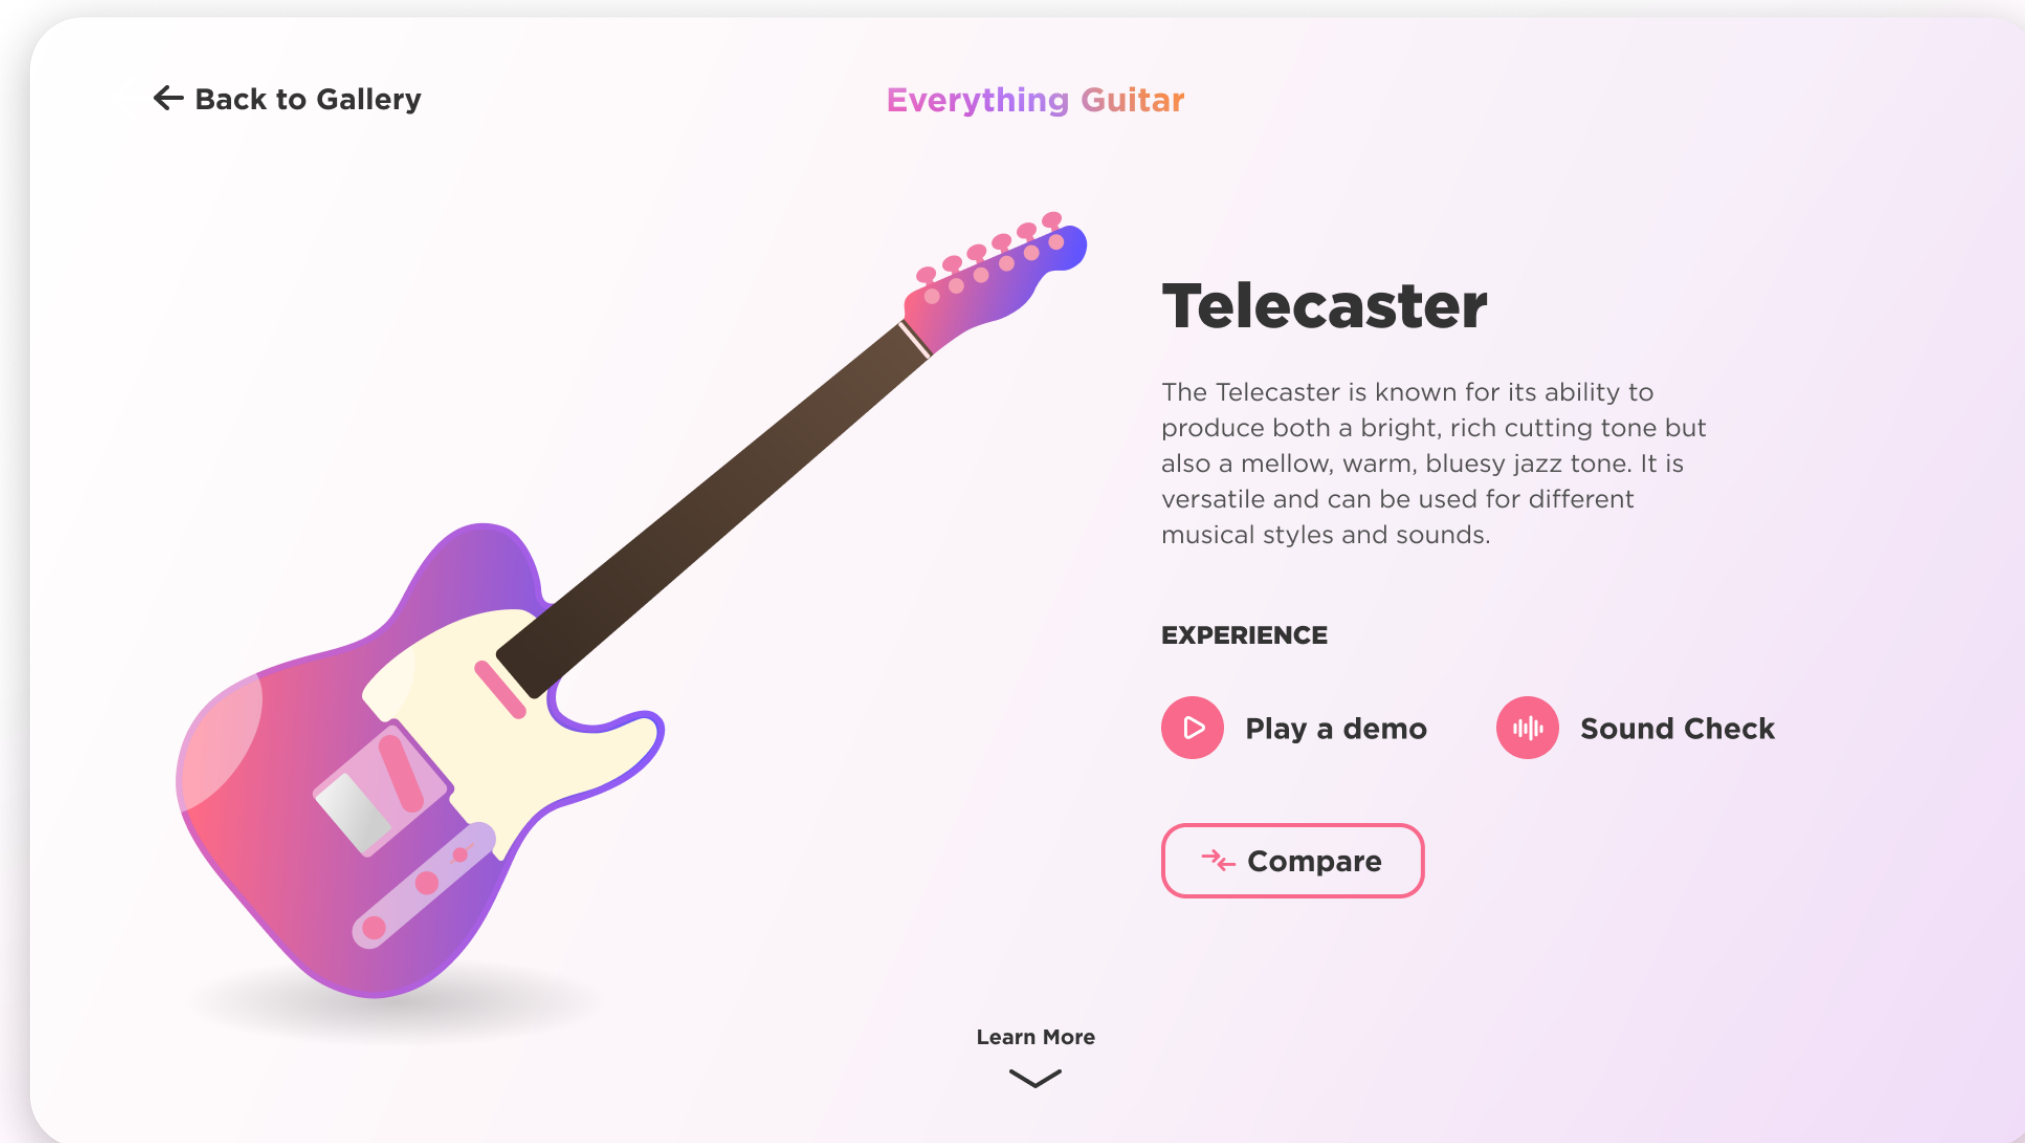 Back to Gallery
Everything Guitar
Telecaster
The Telecaster is known for its ability to
produce both a bright, rich cutting tone but
also a mellow, warm, bluesy jazz tone. It is
versatile and can be used for different
musical styles and sounds.
EXPERIENCE
Play a demo
Sound Check
Compare
Learn More